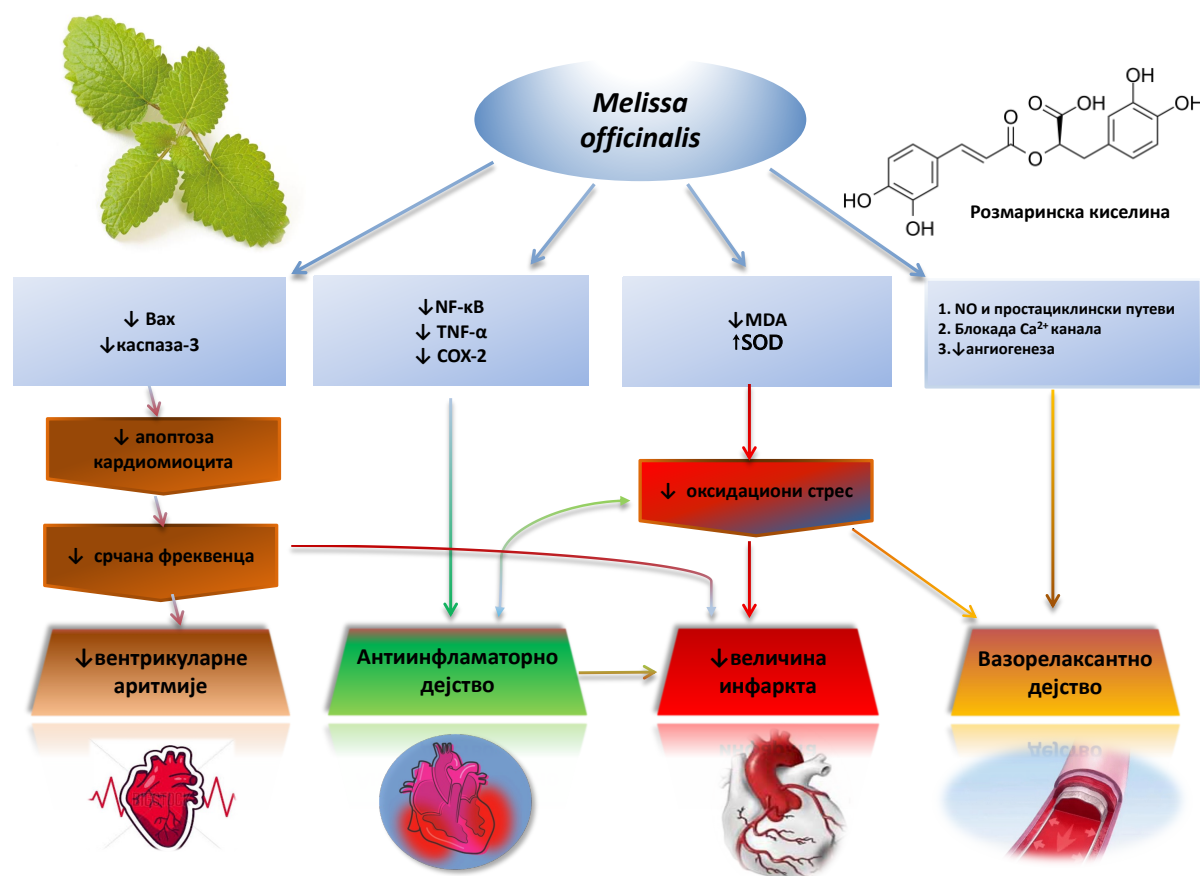 Melissa
officinalis
OH
O
OH
HO
OH
OH
O
O
Розмаринска киселина
↓ Bax
↓каспаза-3
↓NF-κB
↓ TNF-α
↓ COX-2
↓MDA
↑SOD
1. NO и простациклински путеви
2. Блокада Ca²⁺ канала
3.↓ангиогенеза
↓ апоптоза
кардиомиоцита
↓ оксидациони стрес
↓ срчана фреквенца
↓вентрикуларне
аритмије
Антиинфламаторно
дејство
↓величина
инфаркта
Вазорелаксантно
дејство